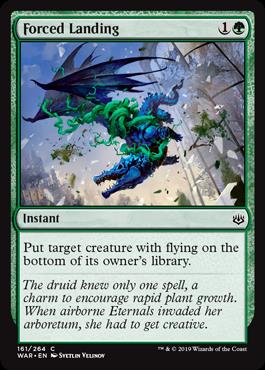 Forced Landing 1
Instant
Put target creature with flying on the
bottom of its owner's library.
The druid knew only one spell, a
charm to encourage rapid plant growth.
When airborne Eternals invaded her
arboretum, she had to get creative.
161/264 C
WAR • EN SVETLIN VELINOV ™ & © 2019 Wizards of the Coast